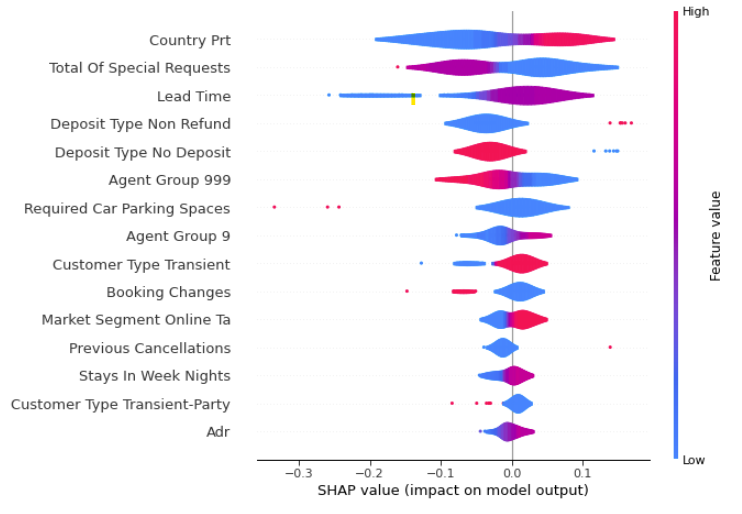 High
Country Prt
Total Of Special Requests
Lead Time
Deposit Type Non Refund
Deposit Type No Deposit
Agent Group 999
Required Car Parking Spaces
Agent Group 9
Customer Type Transient
Booking Changes
Market Segment Online Ta
Previous Cancellations
Stays In Week Nights
Customer Type Transient-Party
Adr
Feature value
Low
−0.3 −0.2 −0.1 0.0 0.1
SHAP value (impact on model output)